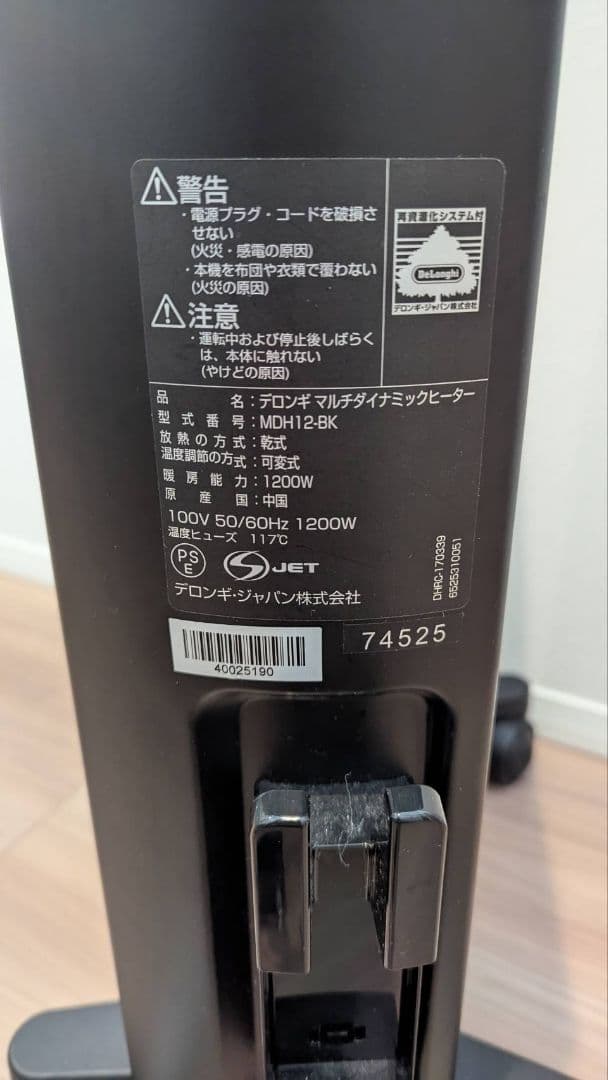 警告
・電源プラグ・コードを破損さ
せない
(火災・感電の原因)
・本機を布団や衣類で覆わない
(火災の原因)
注意
・運転中および停止後しばらく
は、本体に触れない
(やけどの原因)
再資源化システム付
DeLonghi
デロンギ・ジャパン株式会社
品名：デロンギ マルチダイナミックヒーター
型式番号：MDH12-BK
放熱の方式：乾式
温度調節の方式：可変式
暖房能力：1200W
原産国：中国
100V 50/60Hz 1200W
温度ヒューズ 117℃
PS
E
S JET
デロンギ・ジャパン株式会社
DHRC-170339
6525310051
40025190
74525